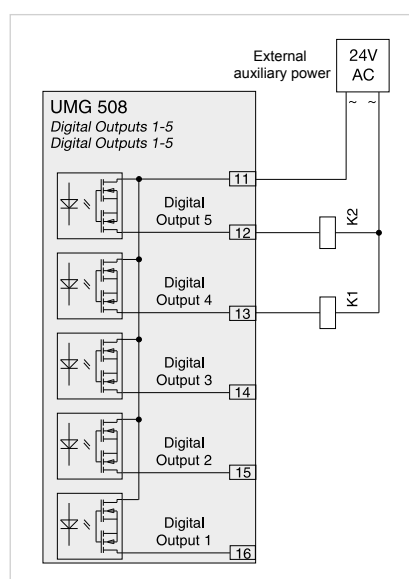 External
auxiliary power
24V
AC
~ ~
UMG 508
Digital Outputs 1-5
Digital Outputs 1-5
11
Digital
Output 5
12
K2
Digital
Output 4
13
K1
Digital
Output 3
14
Digital
Output 2
15
Digital
Output 1
16